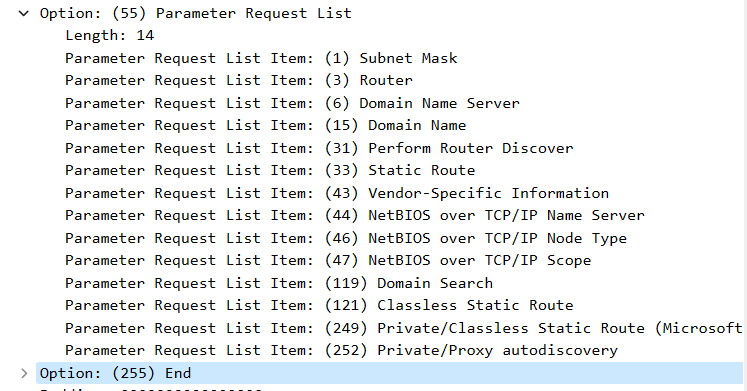 Option: (55) Parameter Request List
Length: 14
Parameter Request List Item: (1) Subnet Mask
Parameter Request List Item: (3) Router
Parameter Request List Item: (6) Domain Name Server
Parameter Request List Item: (15) Domain Name
Parameter Request List Item: (31) Perform Router Discover
Parameter Request List Item: (33) Static Route
Parameter Request List Item: (43) Vendor-Specific Information
Parameter Request List Item: (44) NetBIOS over TCP/IP Name Server
Parameter Request List Item: (46) NetBIOS over TCP/IP Node Type
Parameter Request List Item: (47) NetBIOS over TCP/IP Scope
Parameter Request List Item: (119) Domain Search
Parameter Request List Item: (121) Classless Static Route
Parameter Request List Item: (249) Private/Classless Static Route (Microsoft
Parameter Request List Item: (252) Private/Proxy autodiscovery
Option: (255) End